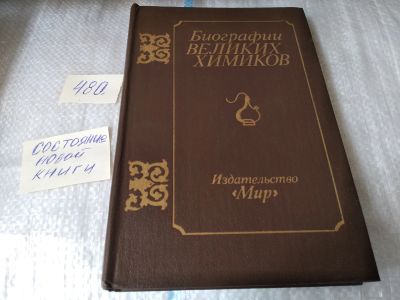 Биографии
ВЕЛИКИХ
ХИМИКОВ
Издательство
«Мир»
480.
СОСТОЯНИЕ
НОВОЙ
КНИГИ